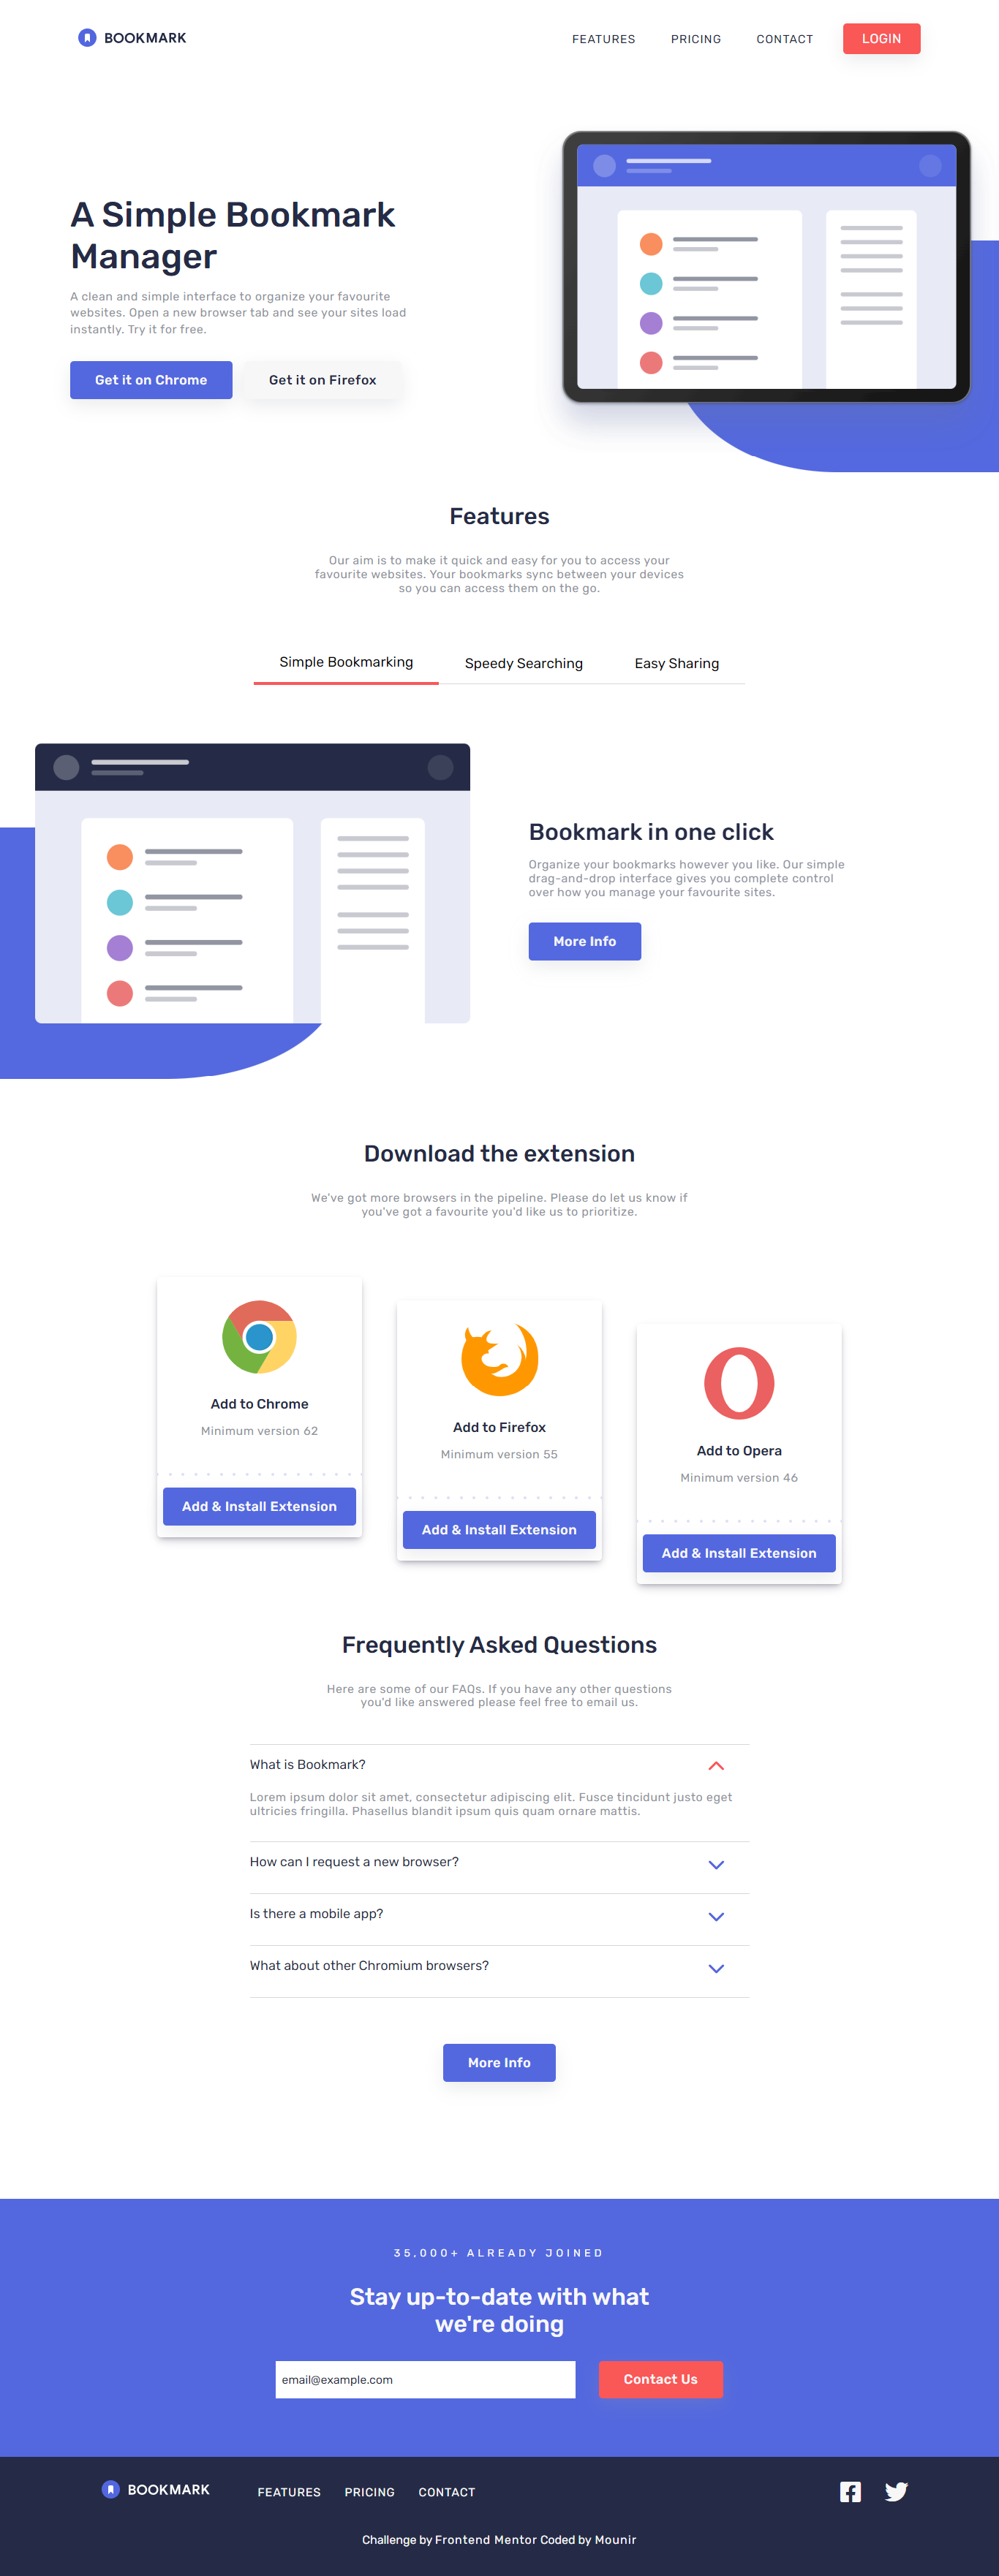 BOOKMARK
FEATURES PRICING CONTACT LOGIN
A Simple Bookmark
Manager
A clean and simple interface to organize your favourite
websites. Open a new browser tab and see your sites load
instantly. Try it for free.
Get it on Chrome Get it on Firefox
Features
Our aim is to make it quick and easy for you to access your
favourite websites. Your bookmarks sync between your devices
so you can access them on the go.
Simple Bookmarking Speedy Searching Easy Sharing
Bookmark in one click
Organize your bookmarks however you like. Our simple
drag-and-drop interface gives you complete control
over how you manage your favourite sites.
More Info
Download the extension
We've got more browsers in the pipeline. Please do let us know if
you've got a favourite you'd like us to prioritize.
Add to Chrome
Minimum version 62
Add & Install Extension
Add to Firefox
Minimum version 55
Add & Install Extension
Add to Opera
Minimum version 46
Add & Install Extension
Frequently Asked Questions
Here are some of our FAQs. If you have any other questions
you'd like answered please feel free to email us.
What is Bookmark?
Lorem ipsum dolor sit amet, consectetur adipiscing elit. Fusce tincidunt justo eget
ultricies fringilla. Phasellus blandit ipsum quis quam ornare mattis.
How can I request a new browser?
Is there a mobile app?
What about other Chromium browsers?
More Info
35,000+ ALREADY JOINED
Stay up-to-date with what
we're doing
email@example.com Contact Us
BOOKMARK FEATURES PRICING CONTACT
Challenge by Frontend Mentor Coded by Mounir